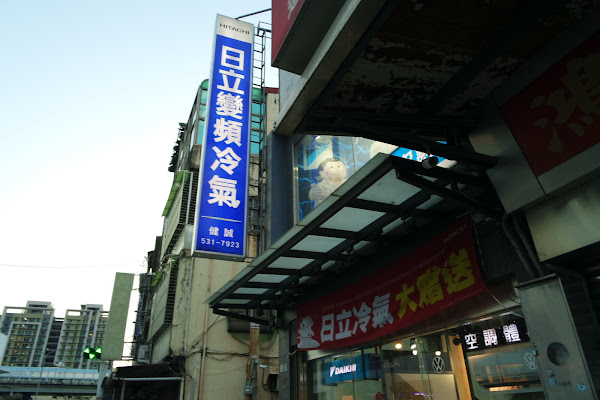 HITACHI
日立變頻冷氣
健誠
531-7923
日立冷氣 大贈送
DAIKIN
空調體
鴻